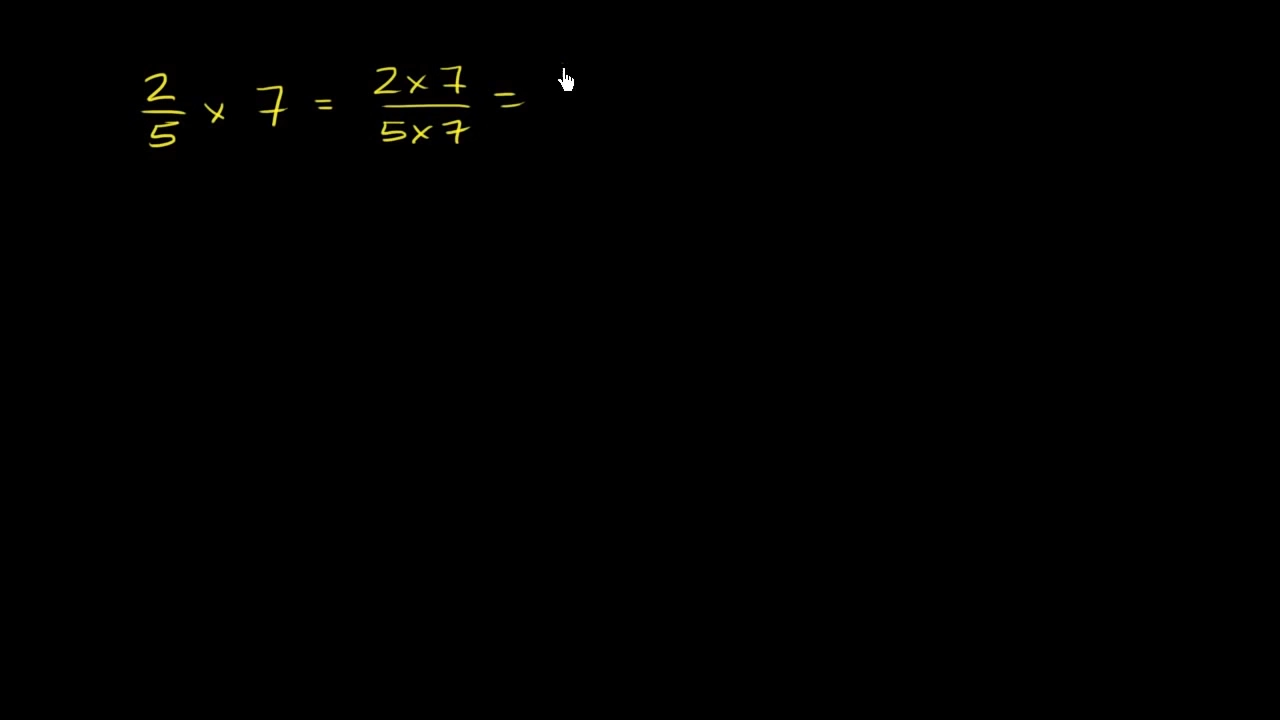 2/5 × 7 = 2×7/5×7 =